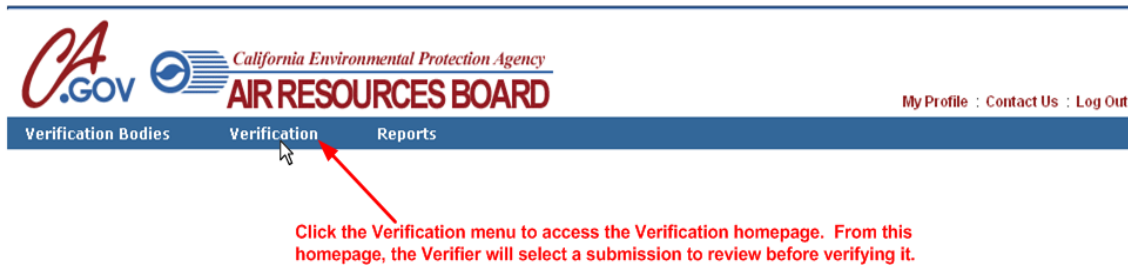 CA
.GOV
California Environmental Protection Agency
AIR RESOURCES BOARD
My Profile : Contact Us : Log Out
Verification Bodies Verification Reports
Click the Verification menu to access the Verification homepage. From this
homepage, the Verifier will select a submission to review before verifying it.